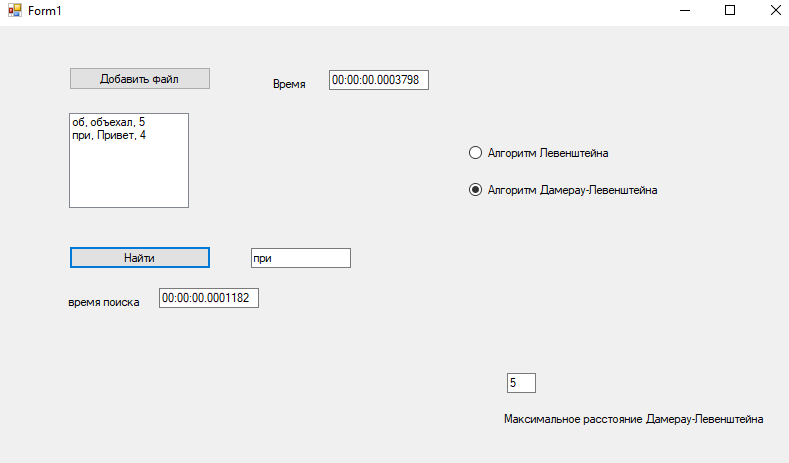 Form1
Добавить файл
Время
00:00:00.0003798
об, объехал, 5
при, Привет, 4
Алгоритм Левенштейна
Алгоритм Дамерау-Левенштейна
Найти
при
время поиска
00:00:00.0001182
5
Максимальное расстояние Дамерау-Левенштейна